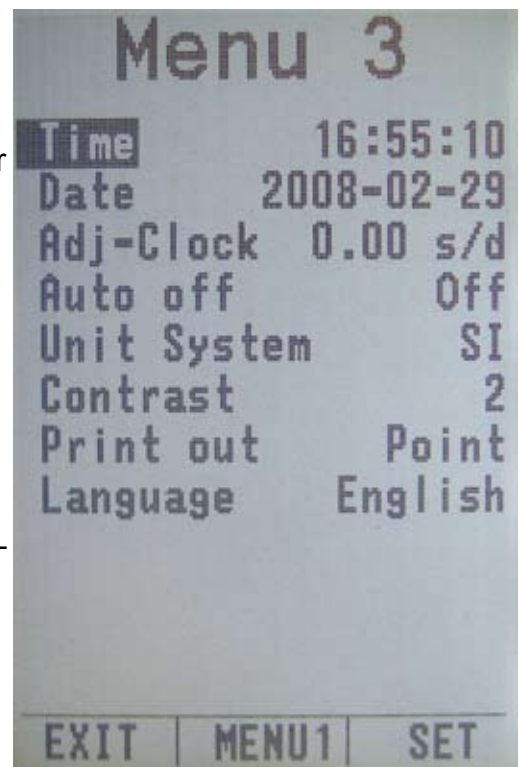 Menu 3
Time 16:55:10
Date 2008-02-29
Adj-Clock 0.00 s/d
Auto off Off
Unit System SI
Contrast 2
Print out Point
Language English
EXIT MENU1 SET